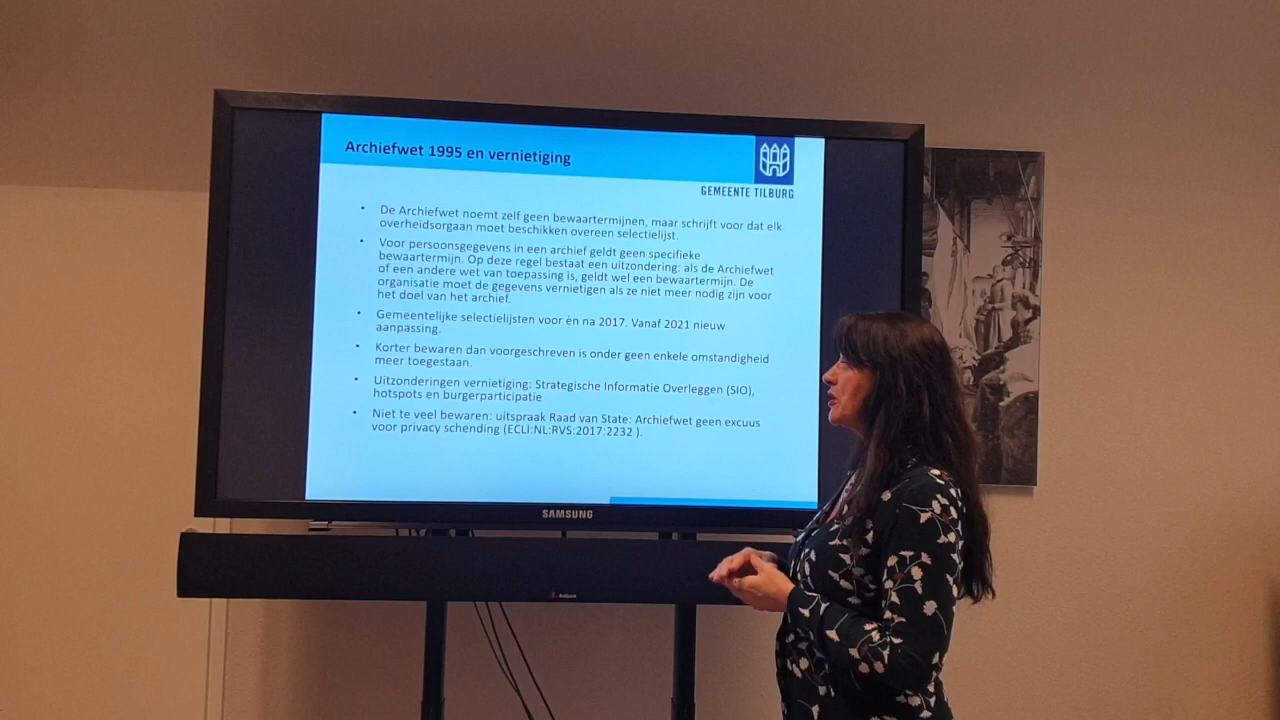 Archiefwet 1995 en vernietiging
GEMEENTE TILBURG
• De Archiefwet noemt zelf geen bewaartermijnen, maar schrijft voor dat elk
overheidsorgaan moet beschikken overeen selectielijst.
• Voor persoonsgegevens in een archief geldt geen specifieke
bewaartermijn. Op deze regel bestaat een uitzondering: als de Archiefwet
of een andere wet van toepassing is, geldt wel een bewaartermijn. De
organisatie moet de gegevens vernietigen als ze niet meer nodig zijn voor
het doel van het archief.
• Gemeentelijke selectielijsten voor èn na 2017. Vanaf 2021 nieuw
aanpassing.
• Korter bewaren dan voorgeschreven is onder geen enkele omstandigheid
meer toegestaan.
• Uitzonderingen vernietiging: Strategische Informatie Overleggen (SIO),
hotspots en burgerparticipatie
• Niet te veel bewaren: uitspraak Raad van State: Archiefwet geen excuus
voor privacy schending (ECLI:NL:RVS:2017:2232 ).
SAMSUNG